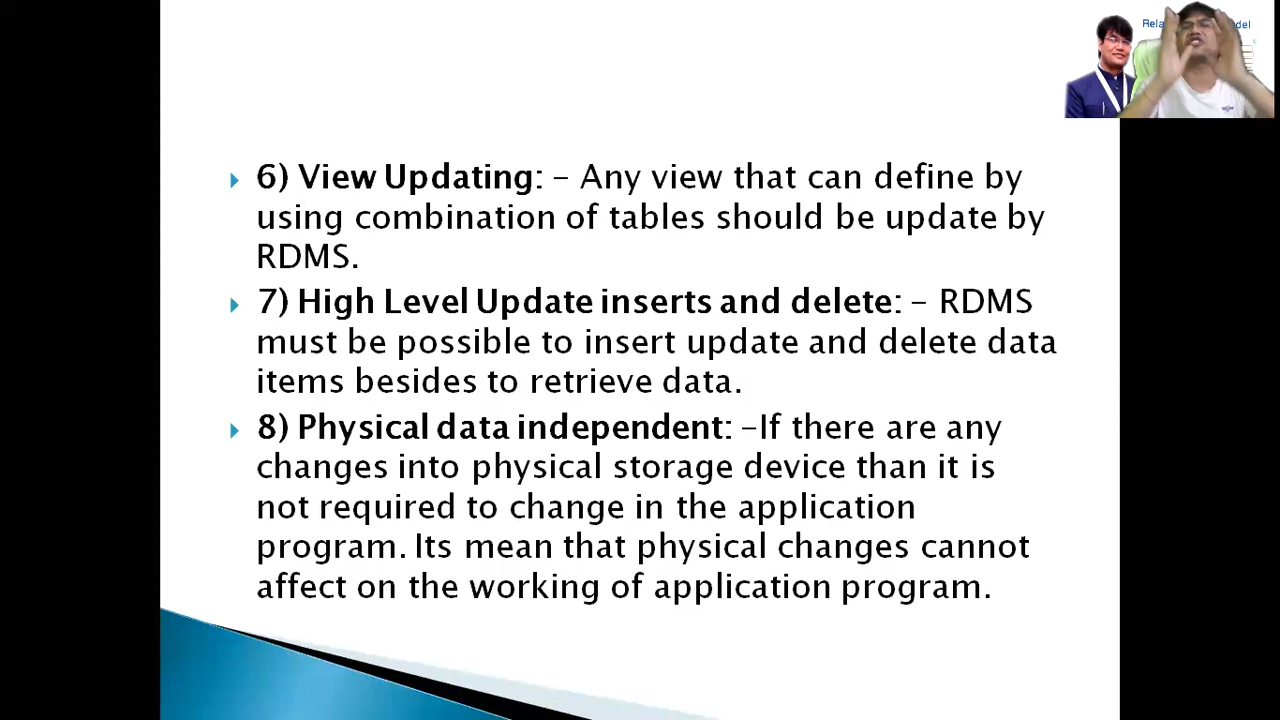 Rela del
6) View Updating: – Any view that can define by
using combination of tables should be update by
RDMS.
7) High Level Update inserts and delete: – RDMS
must be possible to insert update and delete data
items besides to retrieve data.
8) Physical data independent: –If there are any
changes into physical storage device than it is
not required to change in the application
program. Its mean that physical changes cannot
affect on the working of application program.